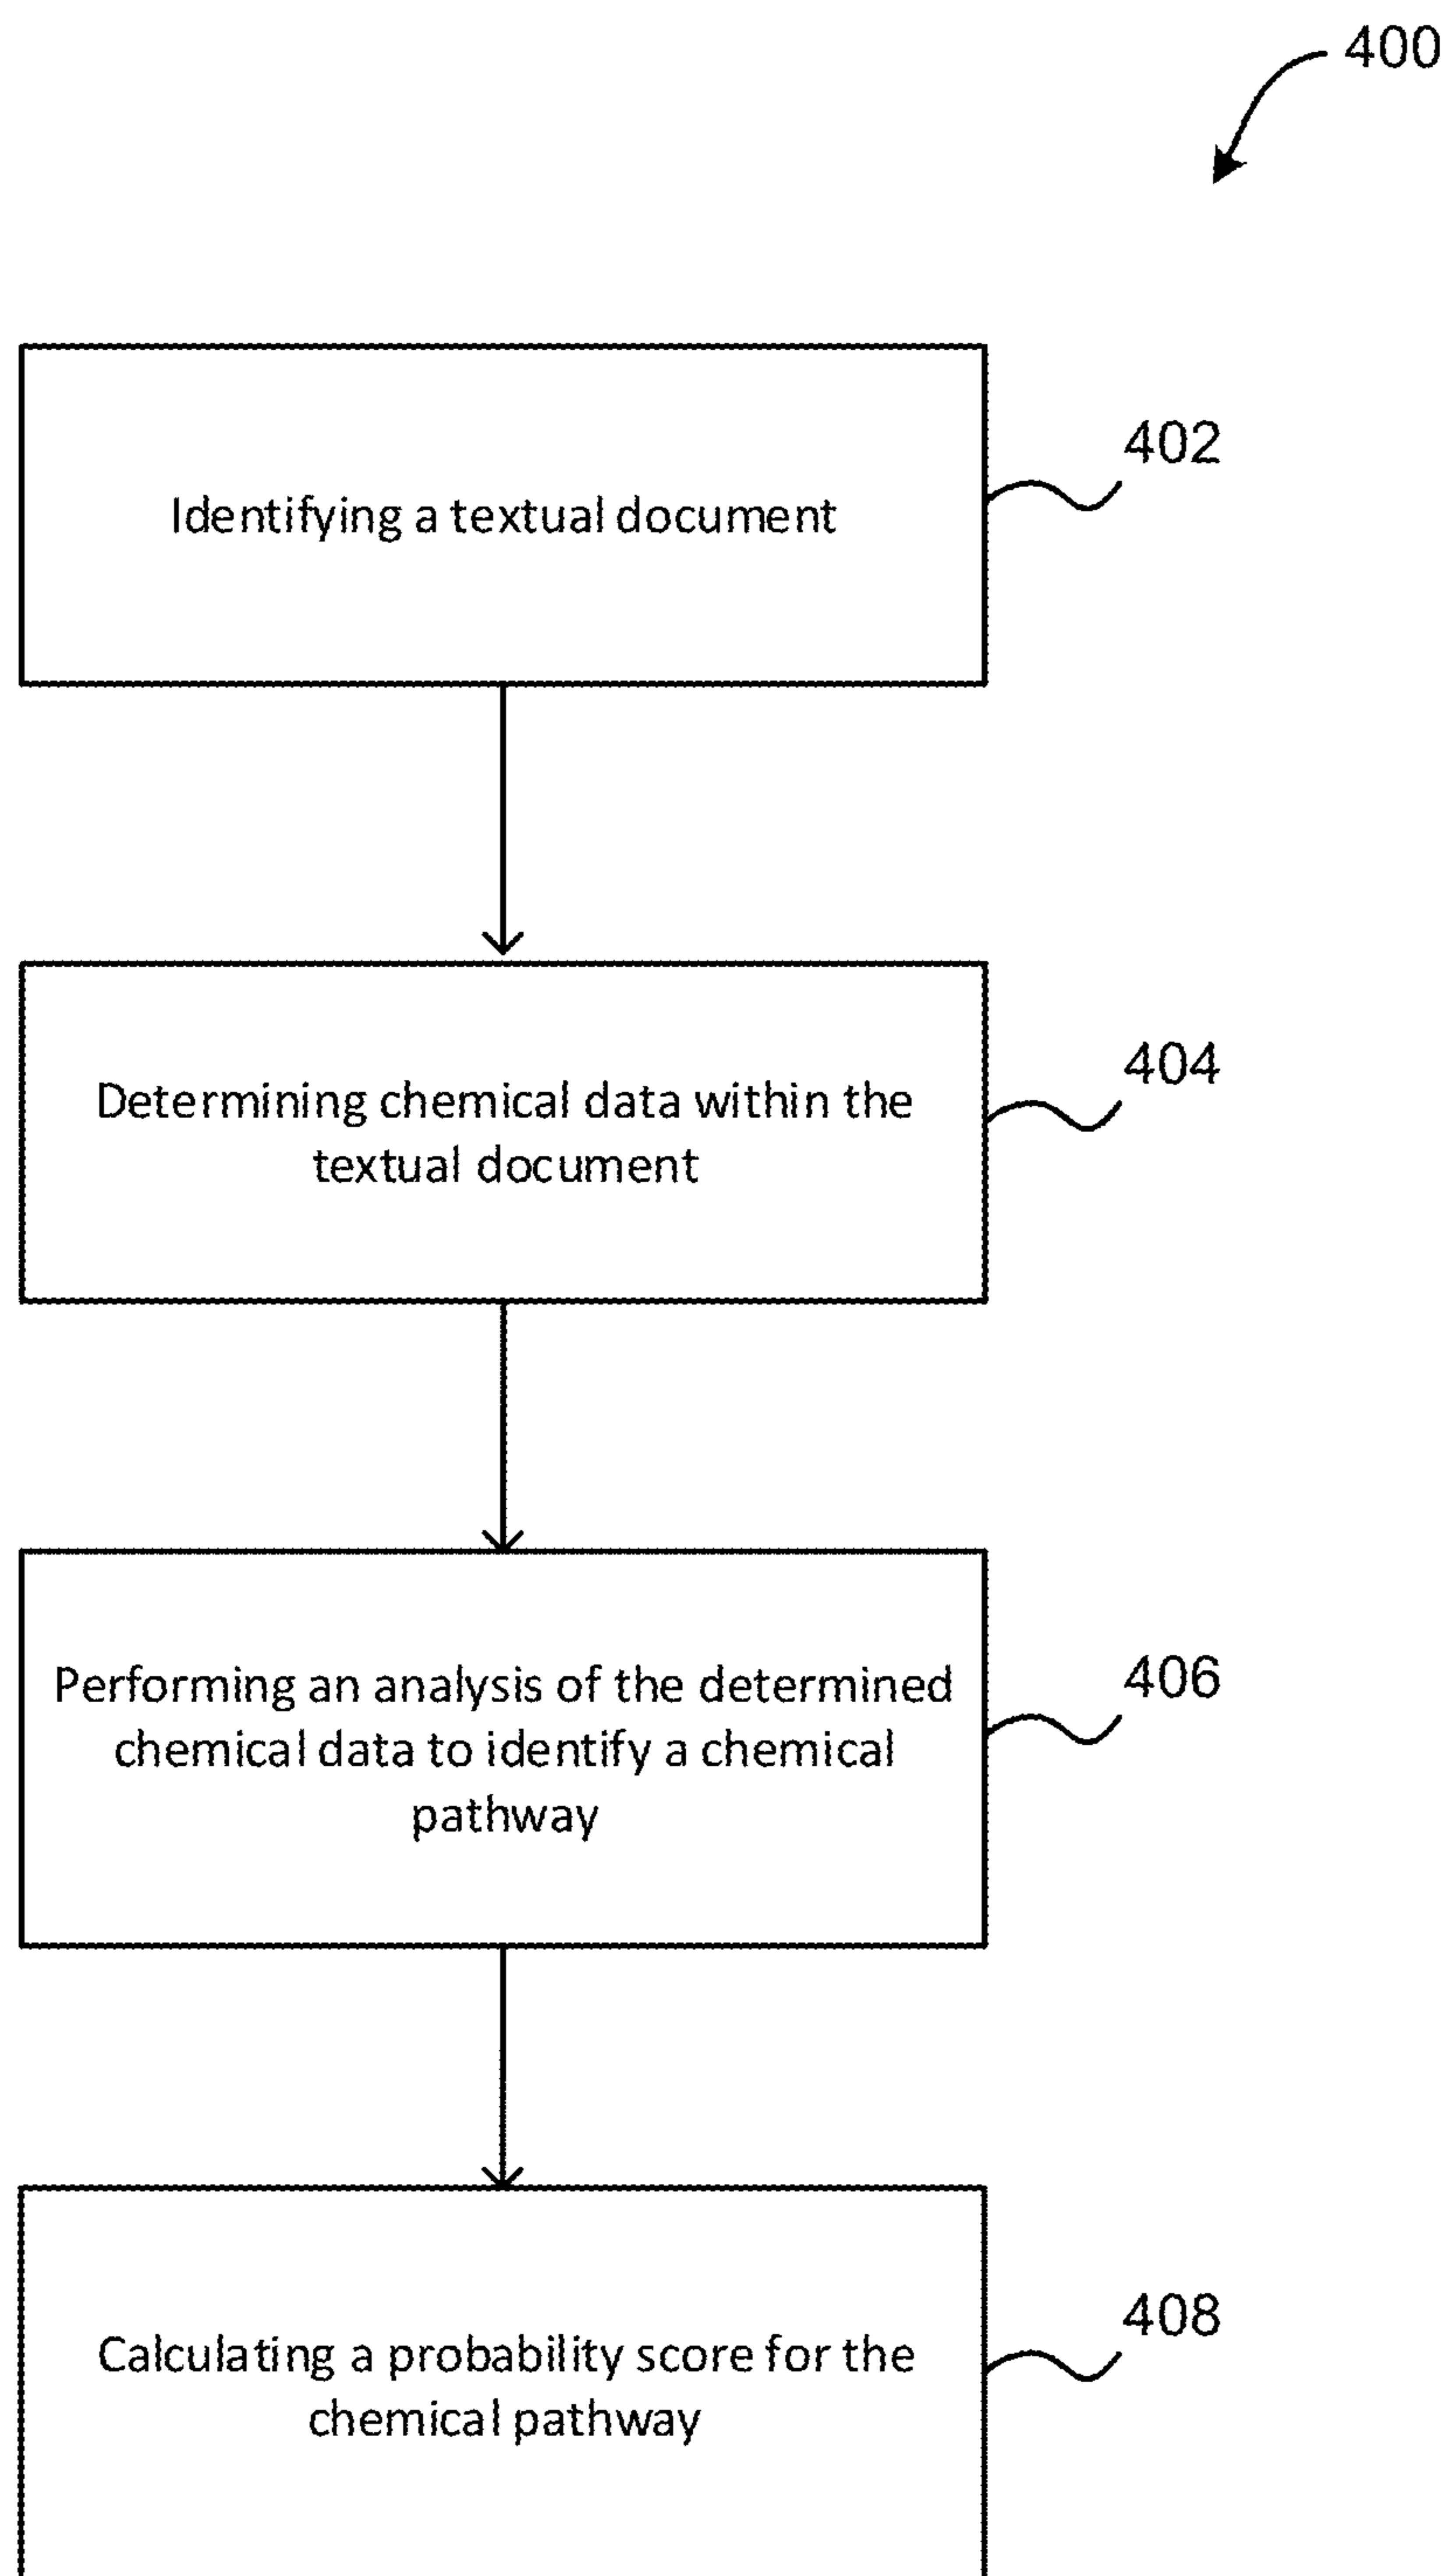 400
Identifying a textual document
402
Determining chemical data within the
textual document
404
Performing an analysis of the determined
chemical data to identify a chemical
pathway
406
Calculating a probability score for the
chemical pathway
408